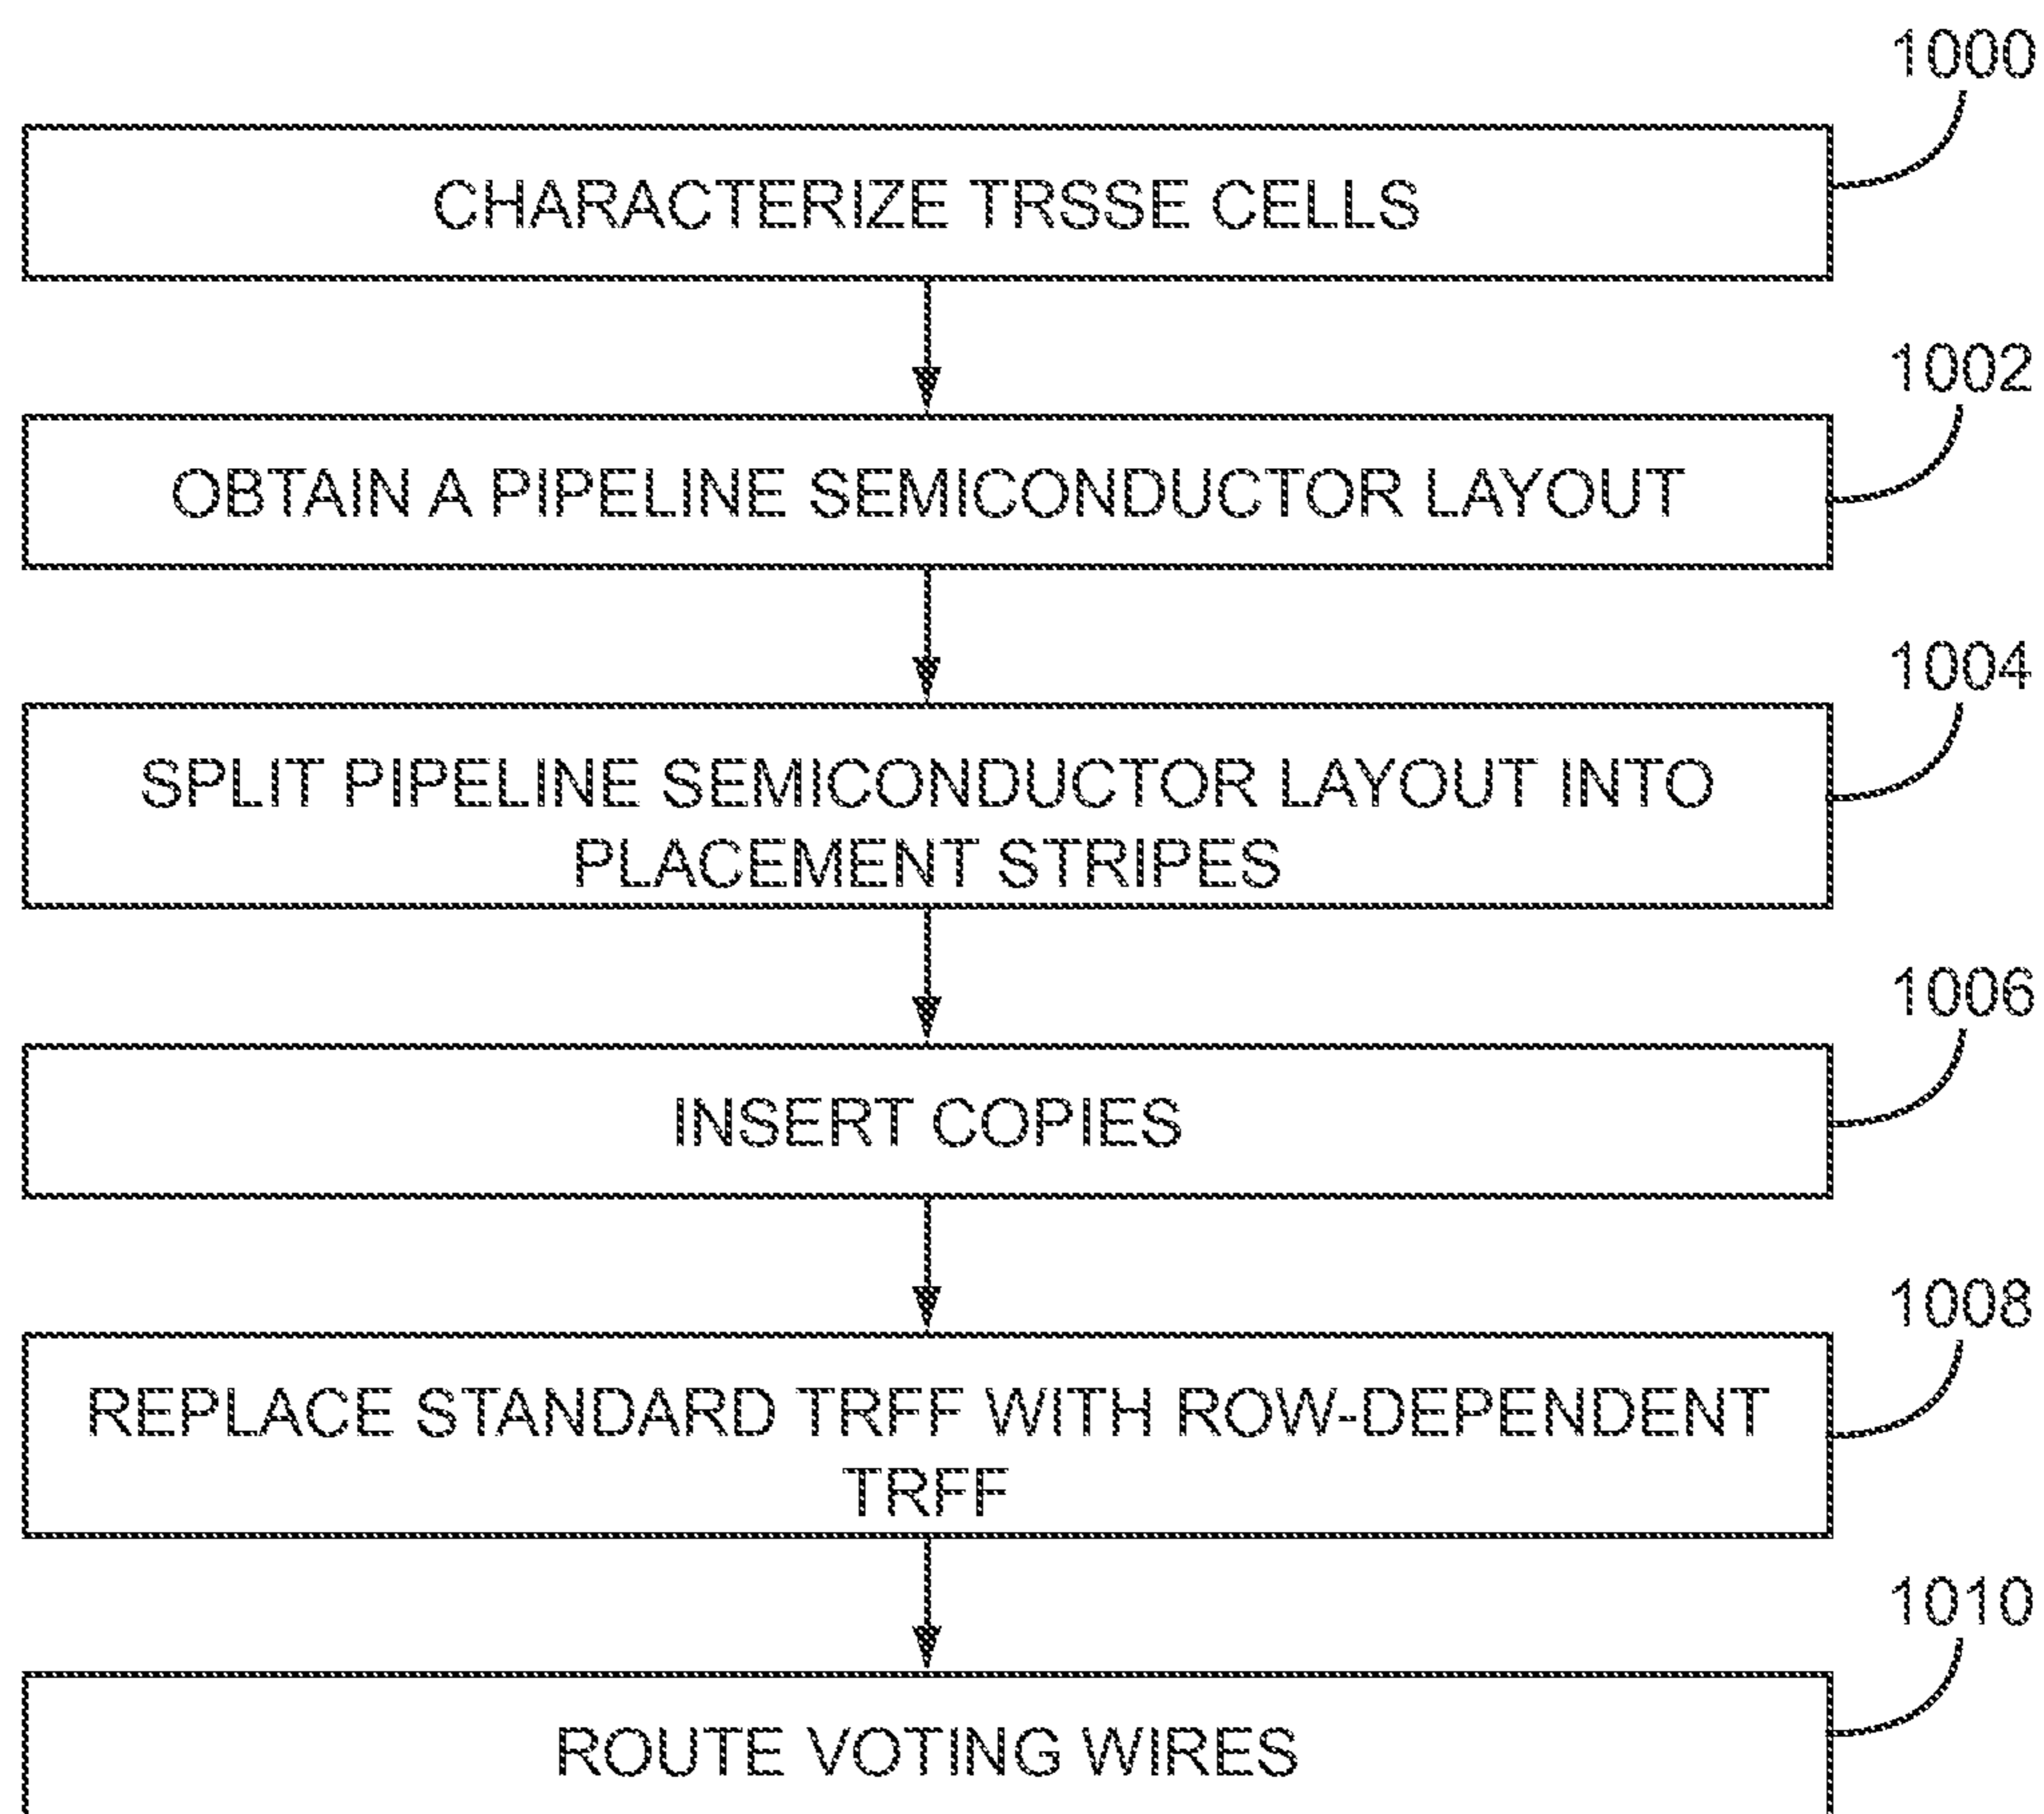 1000
CHARACTERIZE TRSSE CELLS
1002
OBTAIN A PIPELINE SEMICONDUCTOR LAYOUT
1004
SPLIT PIPELINE SEMICONDUCTOR LAYOUT INTO
PLACEMENT STRIPES
1006
INSERT COPIES
1008
REPLACE STANDARD TRFF WITH ROW-DEPENDENT
TRFF
1010
ROUTE VOTING WIRES